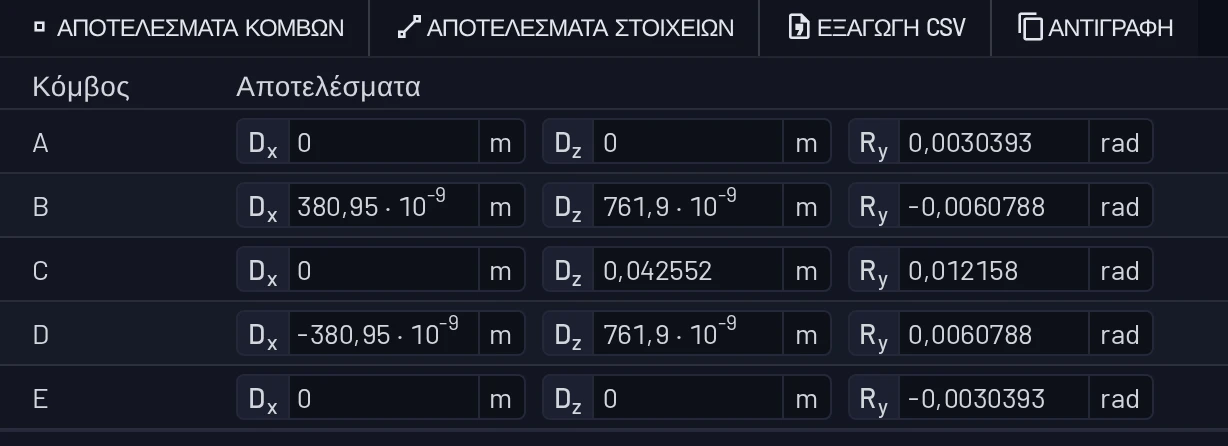 ΑΠΟΤΕΛΕΣΜΑΤΑ ΚΟΜΒΩΝ ΑΠΟΤΕΛΕΣΜΑΤΑ ΣΤΟΙΧΕΙΩΝ ΕΞΑΓΩΓΗ CSV ΑΝΤΙΓΡΑΦΗ
Κόμβος Αποτελέσματα
A Dx 0 m Dz 0 m Ry 0,0030393 rad
B Dx 380,95 · 10⁻⁹ m Dz 761,9 · 10⁻⁹ m Ry -0,0060788 rad
C Dx 0 m Dz 0,042552 m Ry 0,012158 rad
D Dx -380,95 · 10⁻⁹ m Dz 761,9 · 10⁻⁹ m Ry 0,0060788 rad
E Dx 0 m Dz 0 m Ry -0,0030393 rad